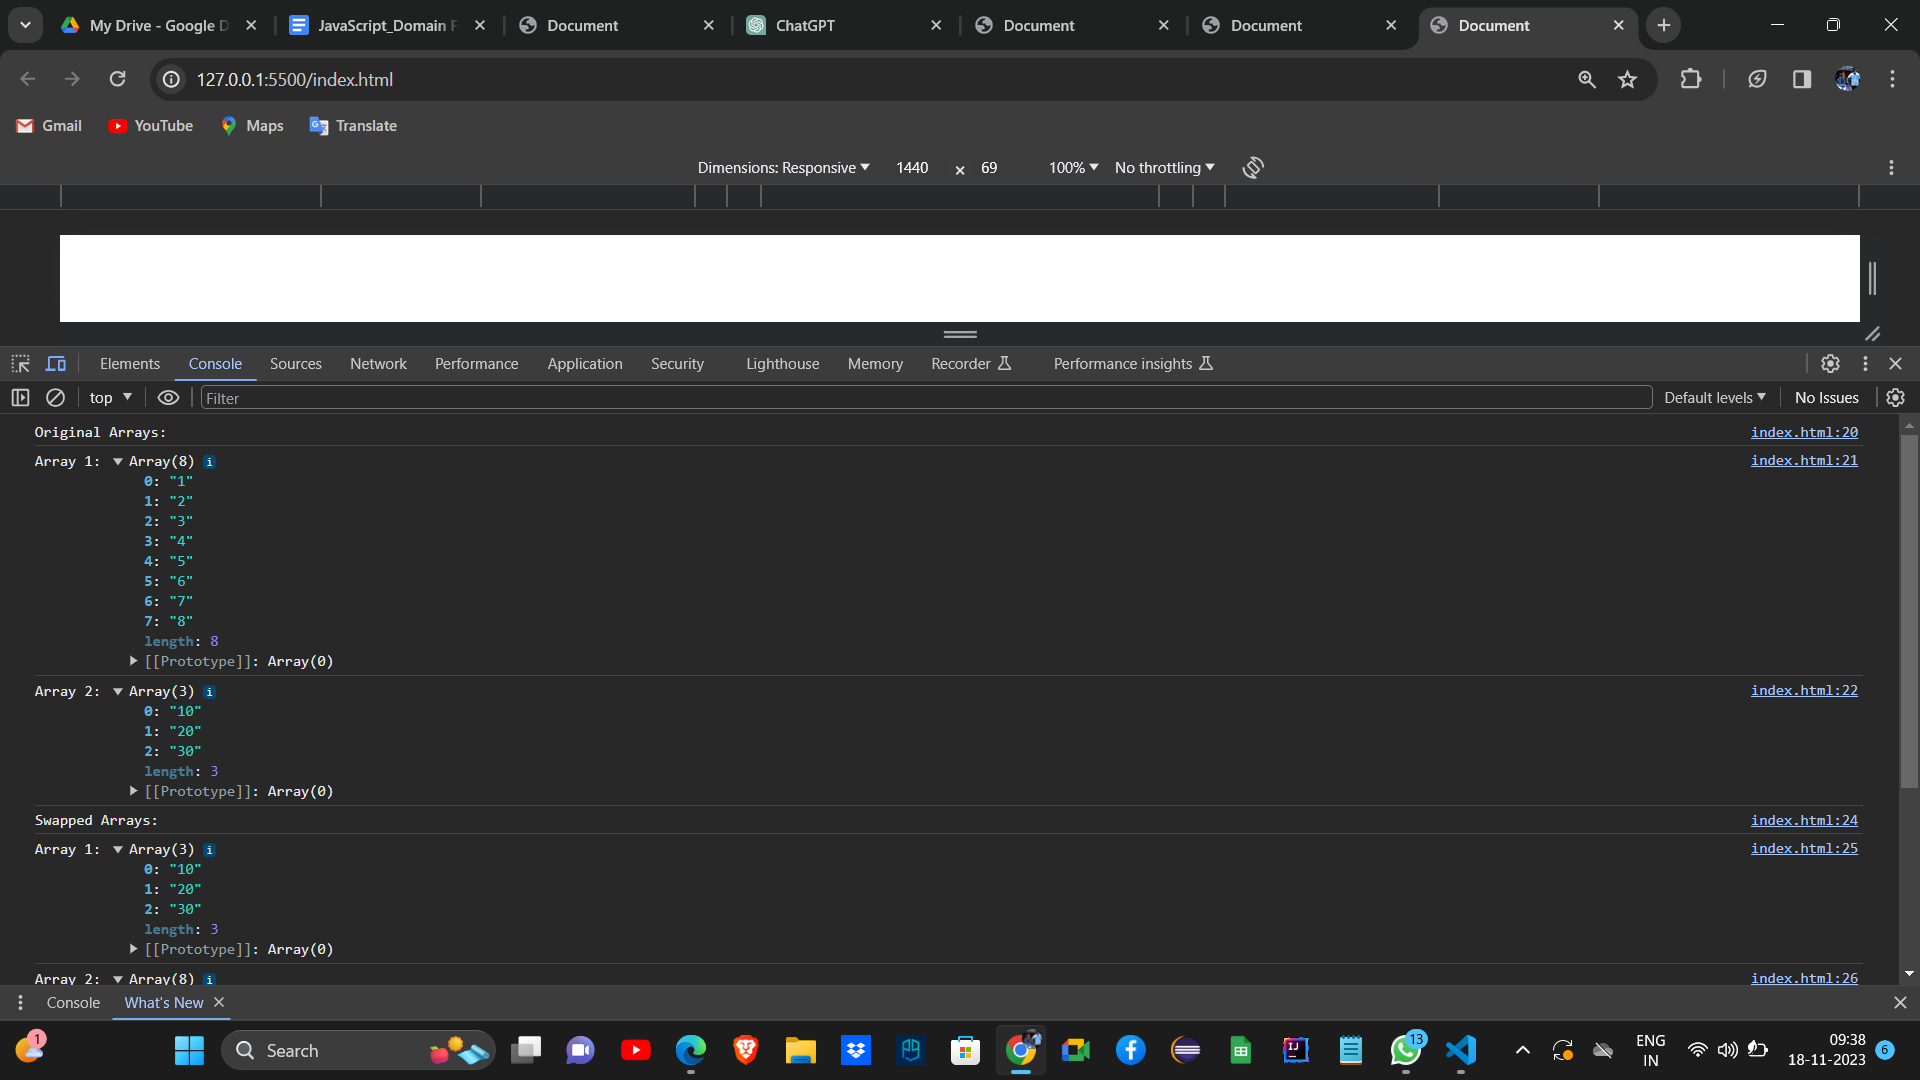 My Drive - Google D
JavaScript_Domain F
Document
ChatGPT
Document
Document
Document
127.0.0.1:5500/index.html
Gmail
YouTube
Maps
Translate
Dimensions: Responsive
1440
×
69
100%
No throttling
Elements
Console
Sources
Network
Performance
Application
Security
Lighthouse
Memory
Recorder
Performance insights
top
Filter
Default levels
No Issues
Original Arrays: index.html:20
Array 1: Array(8) i index.html:21
0: "1"
1: "2"
2: "3"
3: "4"
4: "5"
5: "6"
6: "7"
7: "8"
length: 8
[[Prototype]]: Array(0)
Array 2: Array(3) i index.html:22
0: "10"
1: "20"
2: "30"
length: 3
[[Prototype]]: Array(0)
Swapped Arrays: index.html:24
Array 1: Array(3) i index.html:25
0: "10"
1: "20"
2: "30"
length: 3
[[Prototype]]: Array(0)
Array 2: Array(8) i index.html:26
Console
What's New
1
Search
13
ENG
IN
09:38
18-11-2023
6